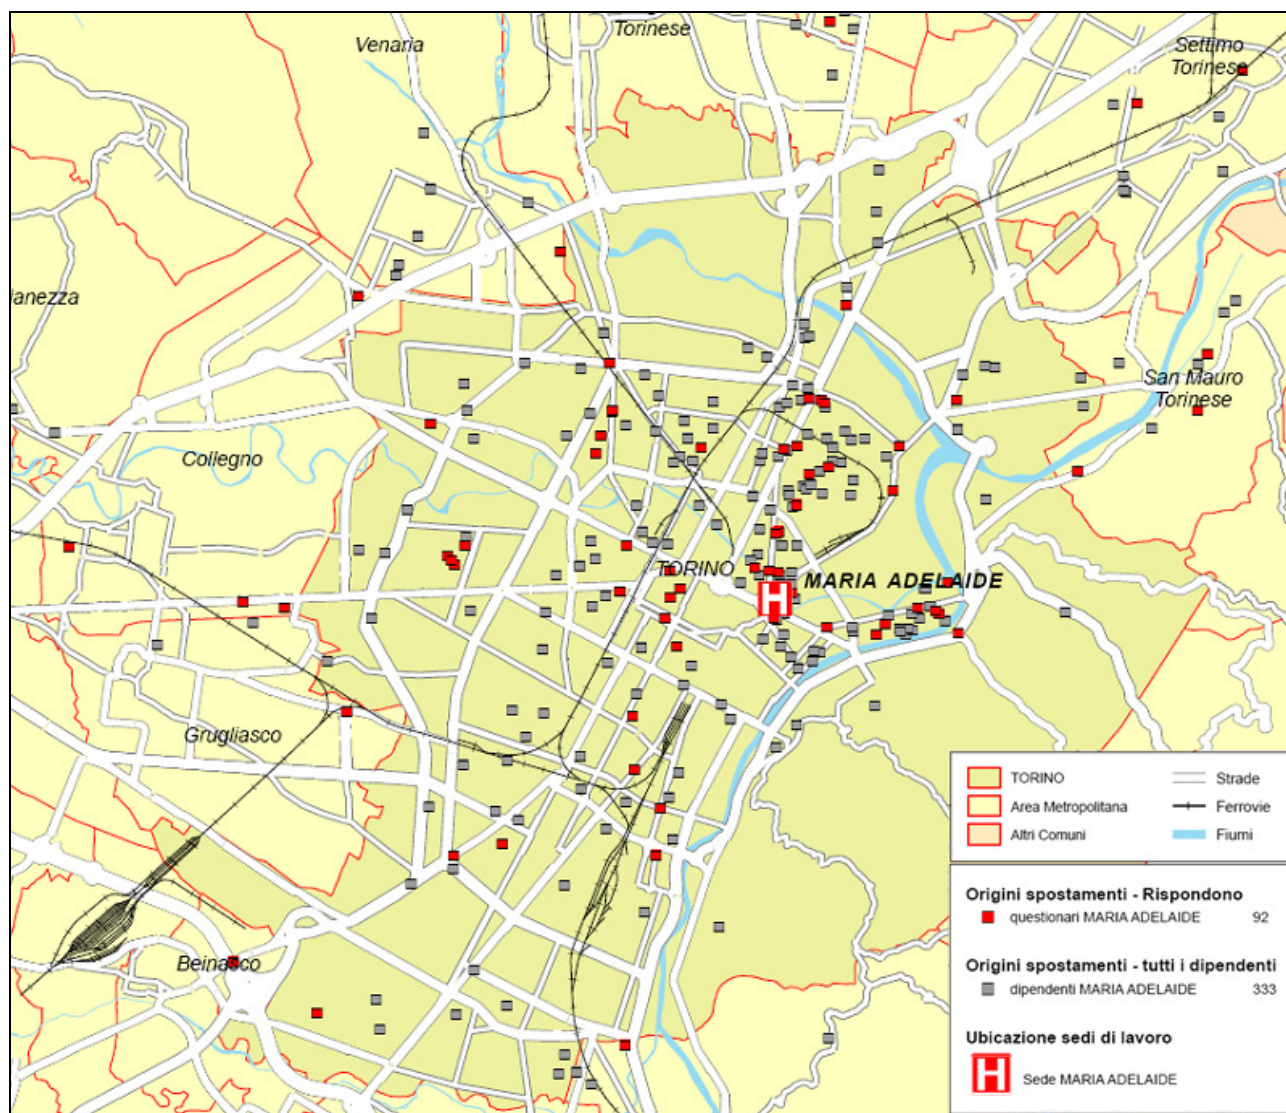 Venaria
Torinese
Settimo
Torinese
lanezza
San Mauro
Torinese
Collegno
TORINO
MARIA ADELAIDE
H
Grugliasco
Beinasco
TORINO
Area Metropolitana
Altri Comuni
Strade
Ferrovie
Fiumi
Origini spostamenti - Rispondono
questionari MARIA ADELAIDE 92
Origini spostamenti - tutti i dipendenti
dipendenti MARIA ADELAIDE 333
Ubicazione sedi di lavoro
H Sede MARIA ADELAIDE